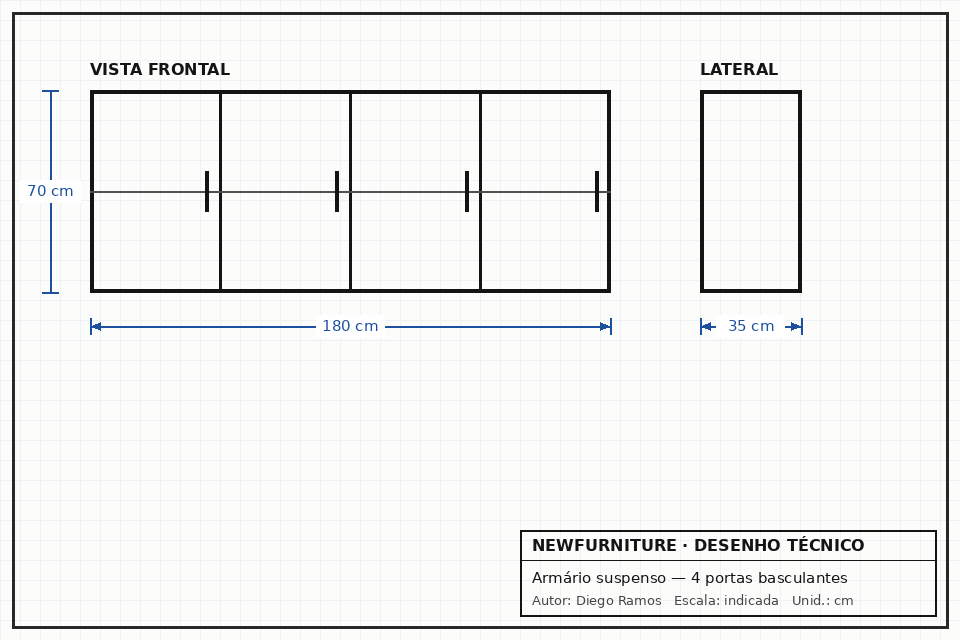 VISTA FRONTAL
LATERAL
70 cm
180 cm
35 cm
NEWFURNITURE · DESENHO TÉCNICO
Armário suspenso — 4 portas basculantes
Autor: Diego Ramos Escala: indicada Unid.: cm